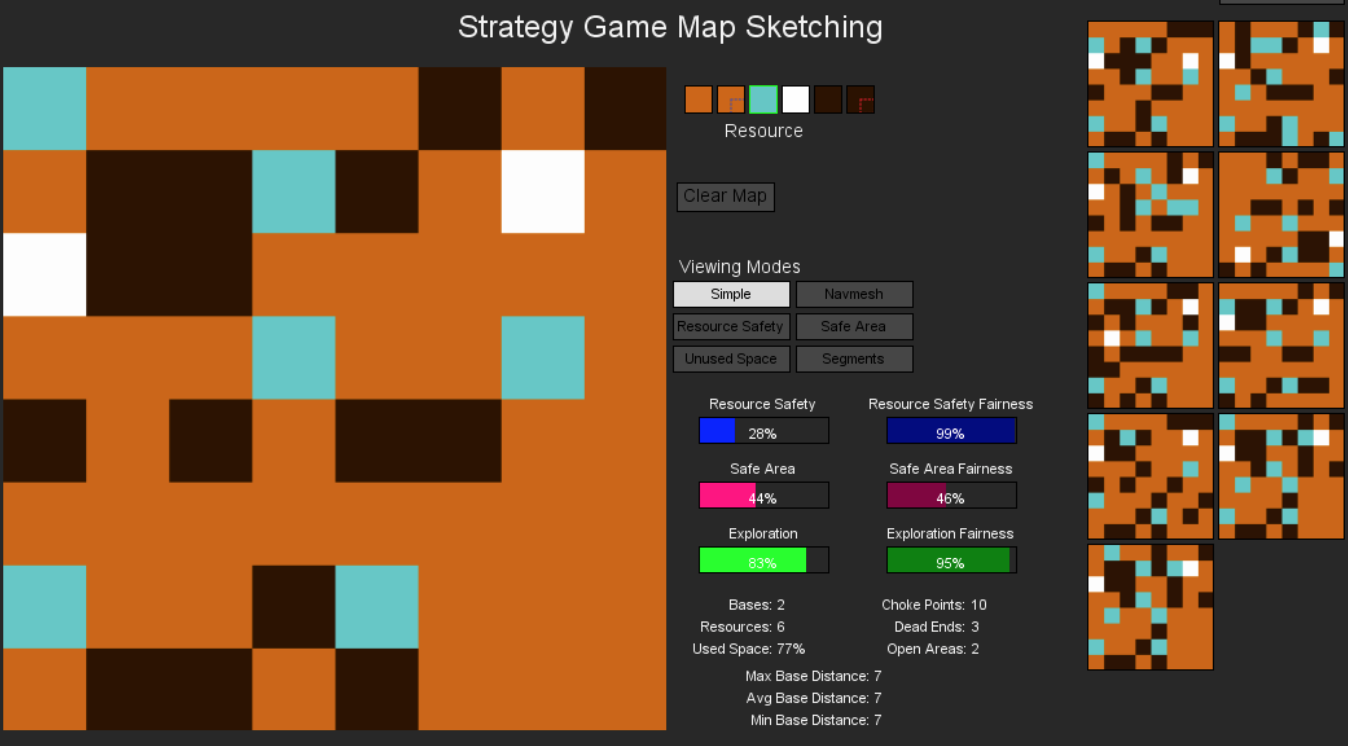 Strategy Game Map Sketching
Resource
Clear Map
Viewing Modes
Simple Navmesh
Resource Safety Safe Area
Unused Space Segments
Resource Safety Resource Safety Fairness
28% 99%
Safe Area Safe Area Fairness
44% 46%
Exploration Exploration Fairness
83% 95%
Bases: 2 Choke Points: 10
Resources: 6 Dead Ends: 3
Used Space: 77% Open Areas: 2
Max Base Distance: 7
Avg Base Distance: 7
Min Base Distance: 7